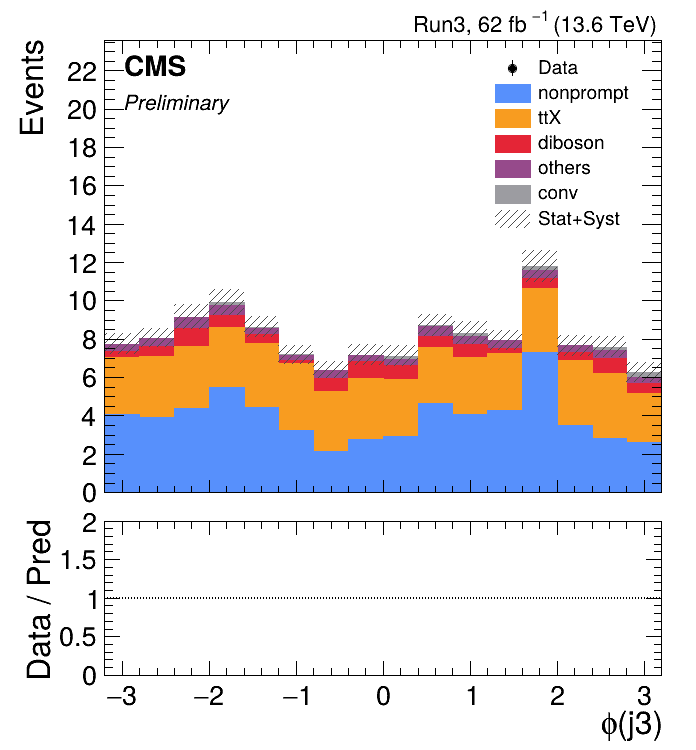 Run3, 62 fb⁻¹ (13.6 TeV)
CMS
Preliminary
Data
nonprompt
ttX
diboson
others
conv
Stat+Syst
Events
22
20
18
16
14
12
10
8
6
4
2
0
Data / Pred
2
1.5
1
0.5
0
−3 −2 −1 0 1 2 3
ϕ(j3)